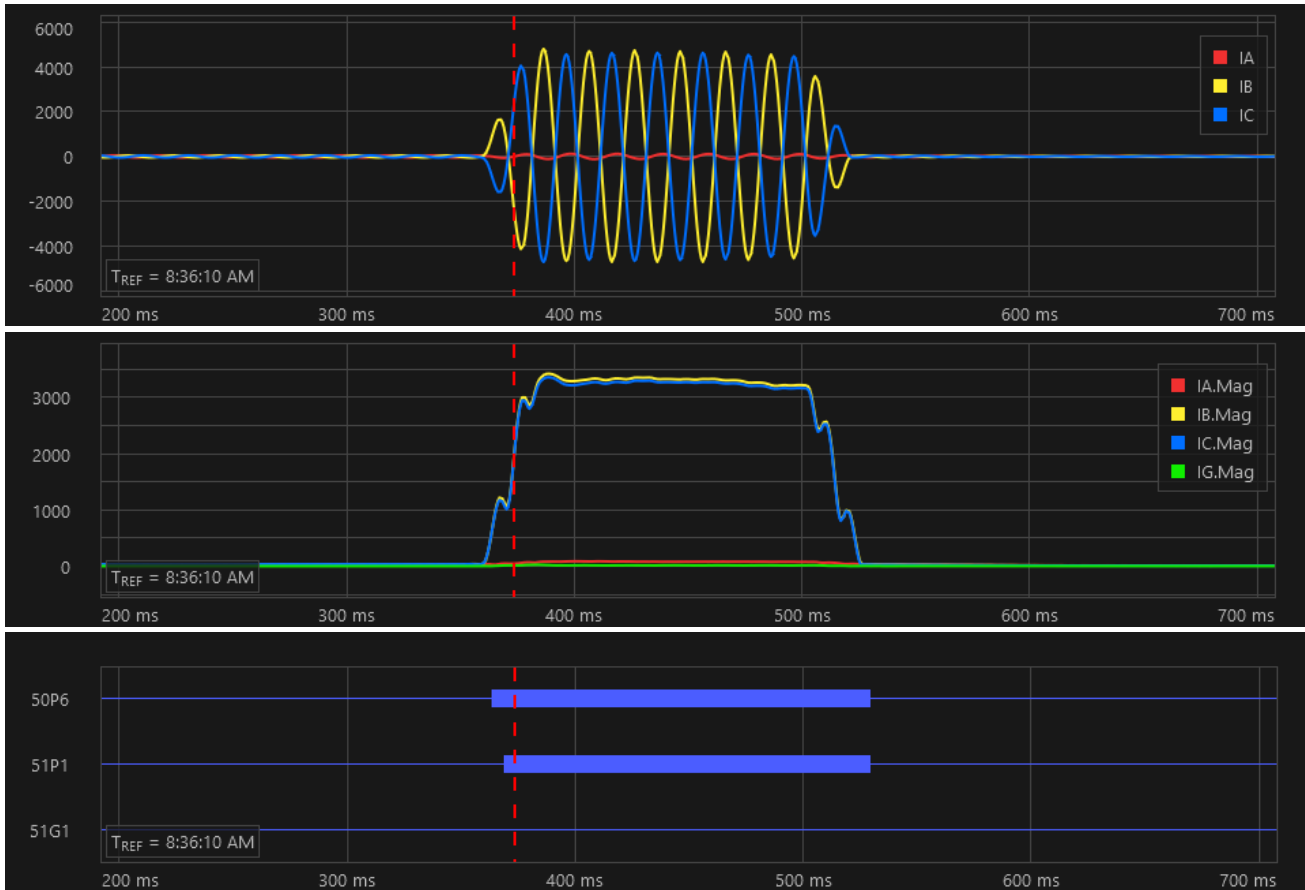 6000
4000
2000
0
-2000
-4000
-6000
IA
IB
IC
T_REF = 8:36:10 AM
200 ms 300 ms 400 ms 500 ms 600 ms 700 ms
3000
2000
1000
0
IA.Mag
IB.Mag
IC.Mag
IG.Mag
T_REF = 8:36:10 AM
200 ms 300 ms 400 ms 500 ms 600 ms 700 ms
50P6
51P1
51G1
T_REF = 8:36:10 AM
200 ms 300 ms 400 ms 500 ms 600 ms 700 ms